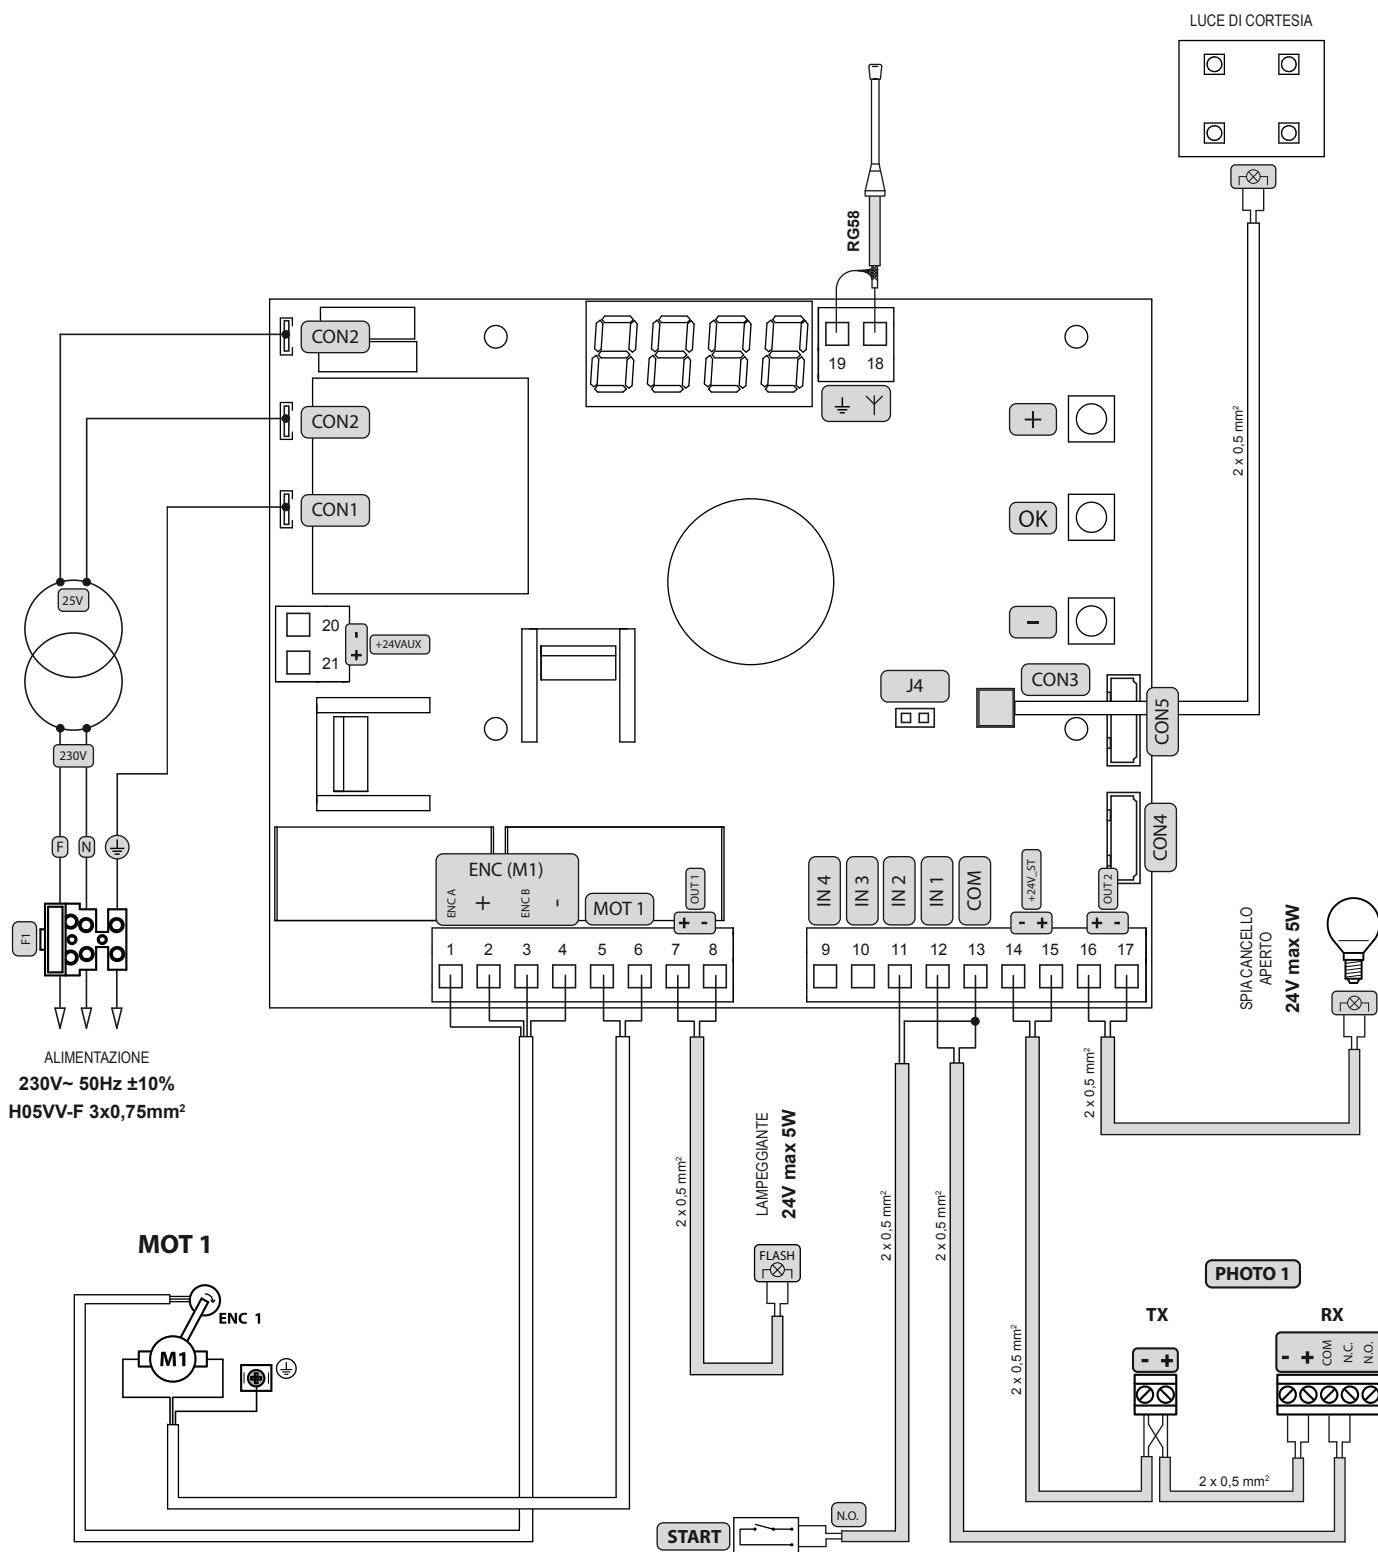 LUCE DI CORTESIA
RG58
2 x 0,5 mm²
CON2
19 18
CON2
+
CON1
OK
25V
20
-
+
+24VAUX
21
-
CON3
J4
CON5
230V
CON4
F N
ENC (M1)
ENC A
+
ENC B
-
MOT 1
OUT 1
+ -
IN 4
IN 3
IN 2
IN 1
COM
+24V_ST
- +
OUT 2
+ -
F1
1 2 3 4 5 6 7 8
9 10 11 12 13 14 15 16 17
SPIA CANCELLO
APERTO
24V max 5W
ALIMENTAZIONE
230V~ 50Hz ±10%
H05VV-F 3x0,75mm²
2 x 0,5 mm²
LAMPEGGIANTE
24V max 5W
2 x 0,5 mm²
2 x 0,5 mm²
2 x 0,5 mm²
FLASH
MOT 1
ENC 1
M1
PHOTO 1
TX
RX
- +
- +
COM
N.C.
N.O.
2 x 0,5 mm²
2 x 0,5 mm²
START
N.O.